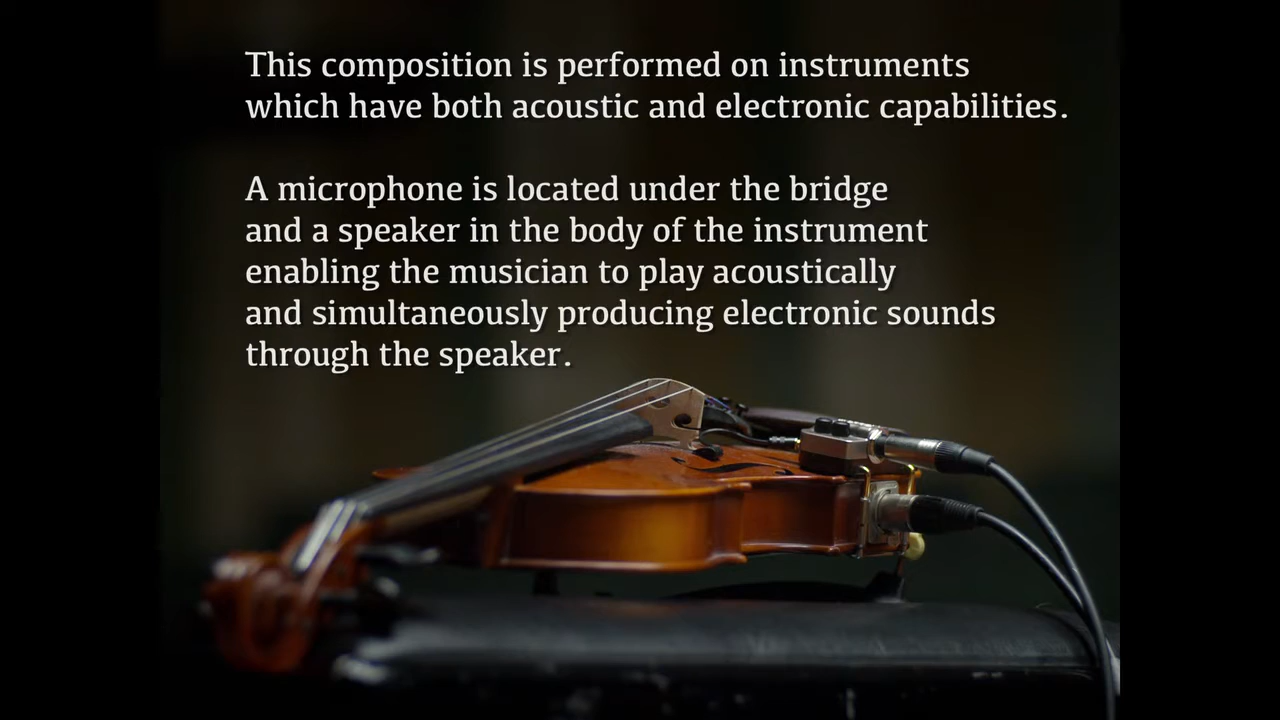 This composition is performed on instruments
which have both acoustic and electronic capabilities.
A microphone is located under the bridge
and a speaker in the body of the instrument
enabling the musician to play acoustically
and simultaneously producing electronic sounds
through the speaker.